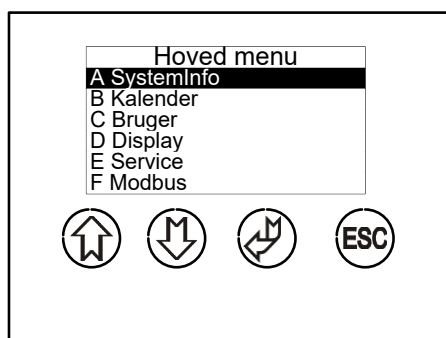 Hoved menu
A SystemInfo
B Kalender
C Bruger
D Display
E Service
F Modbus
ESC